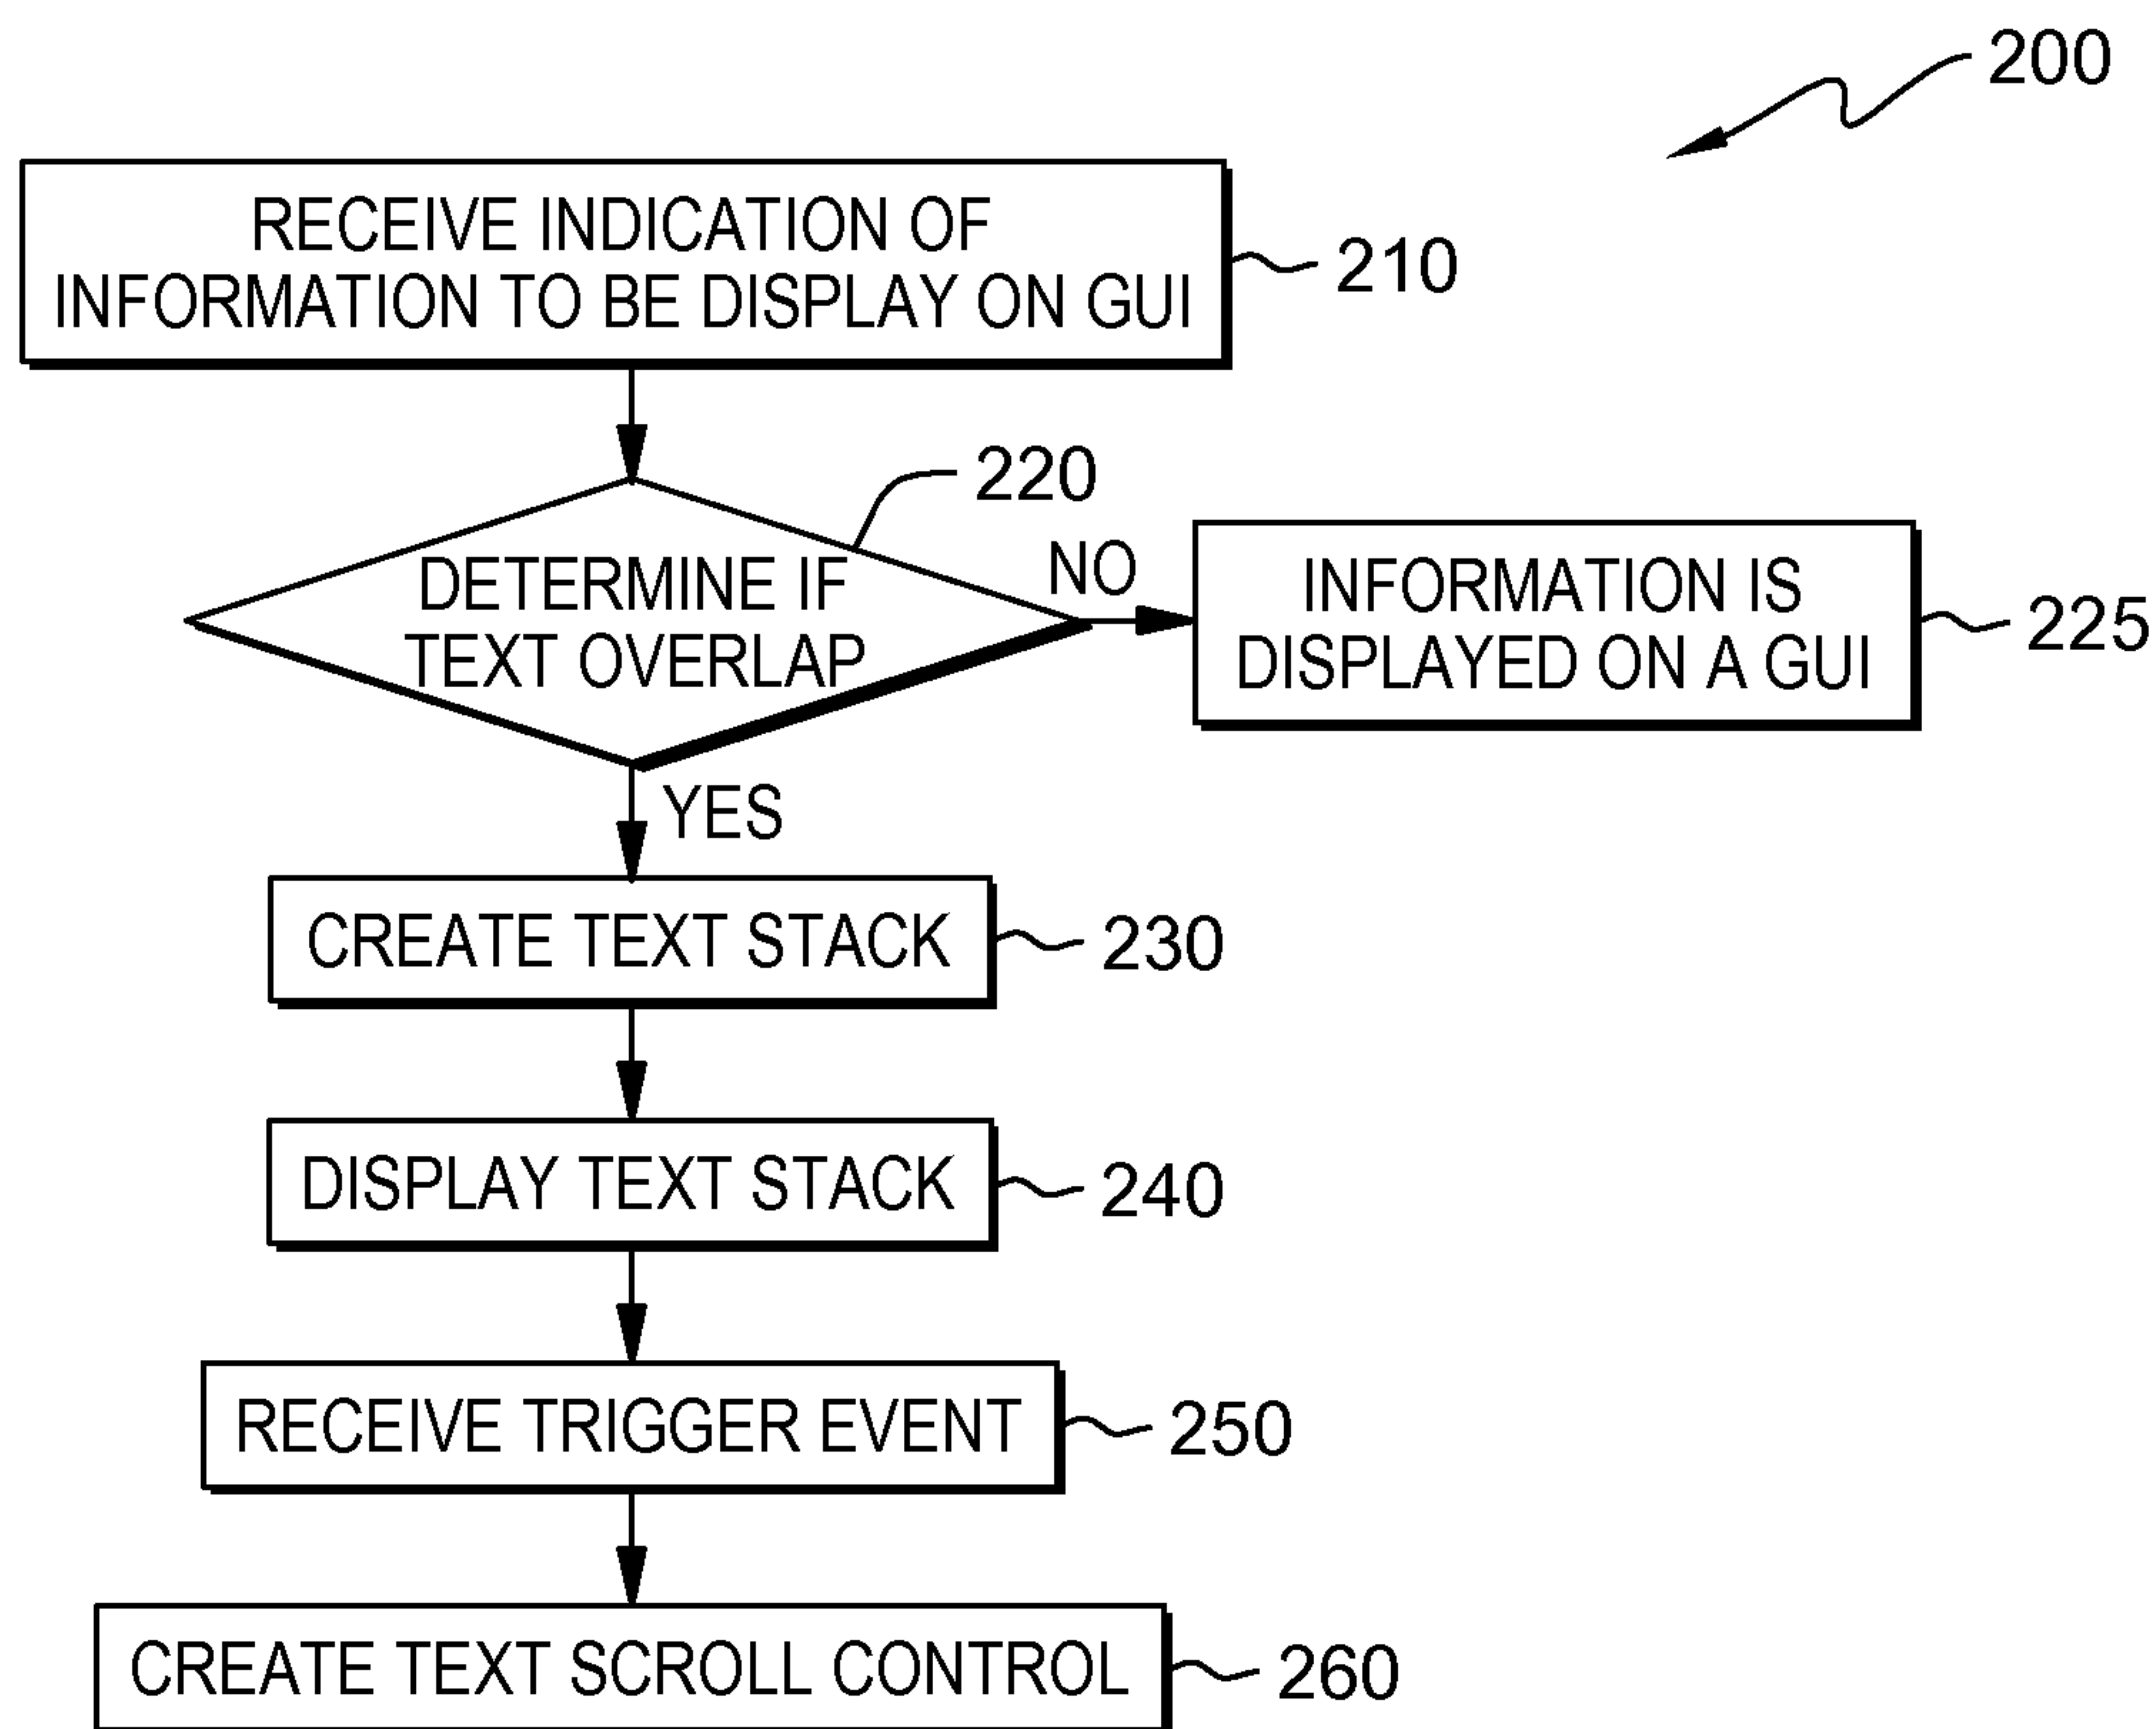 200
RECEIVE INDICATION OF
INFORMATION TO BE DISPLAY ON GUI
210
220
DETERMINE IF
TEXT OVERLAP
NO
INFORMATION IS
DISPLAYED ON A GUI
225
YES
CREATE TEXT STACK
230
DISPLAY TEXT STACK
240
RECEIVE TRIGGER EVENT
250
CREATE TEXT SCROLL CONTROL
260